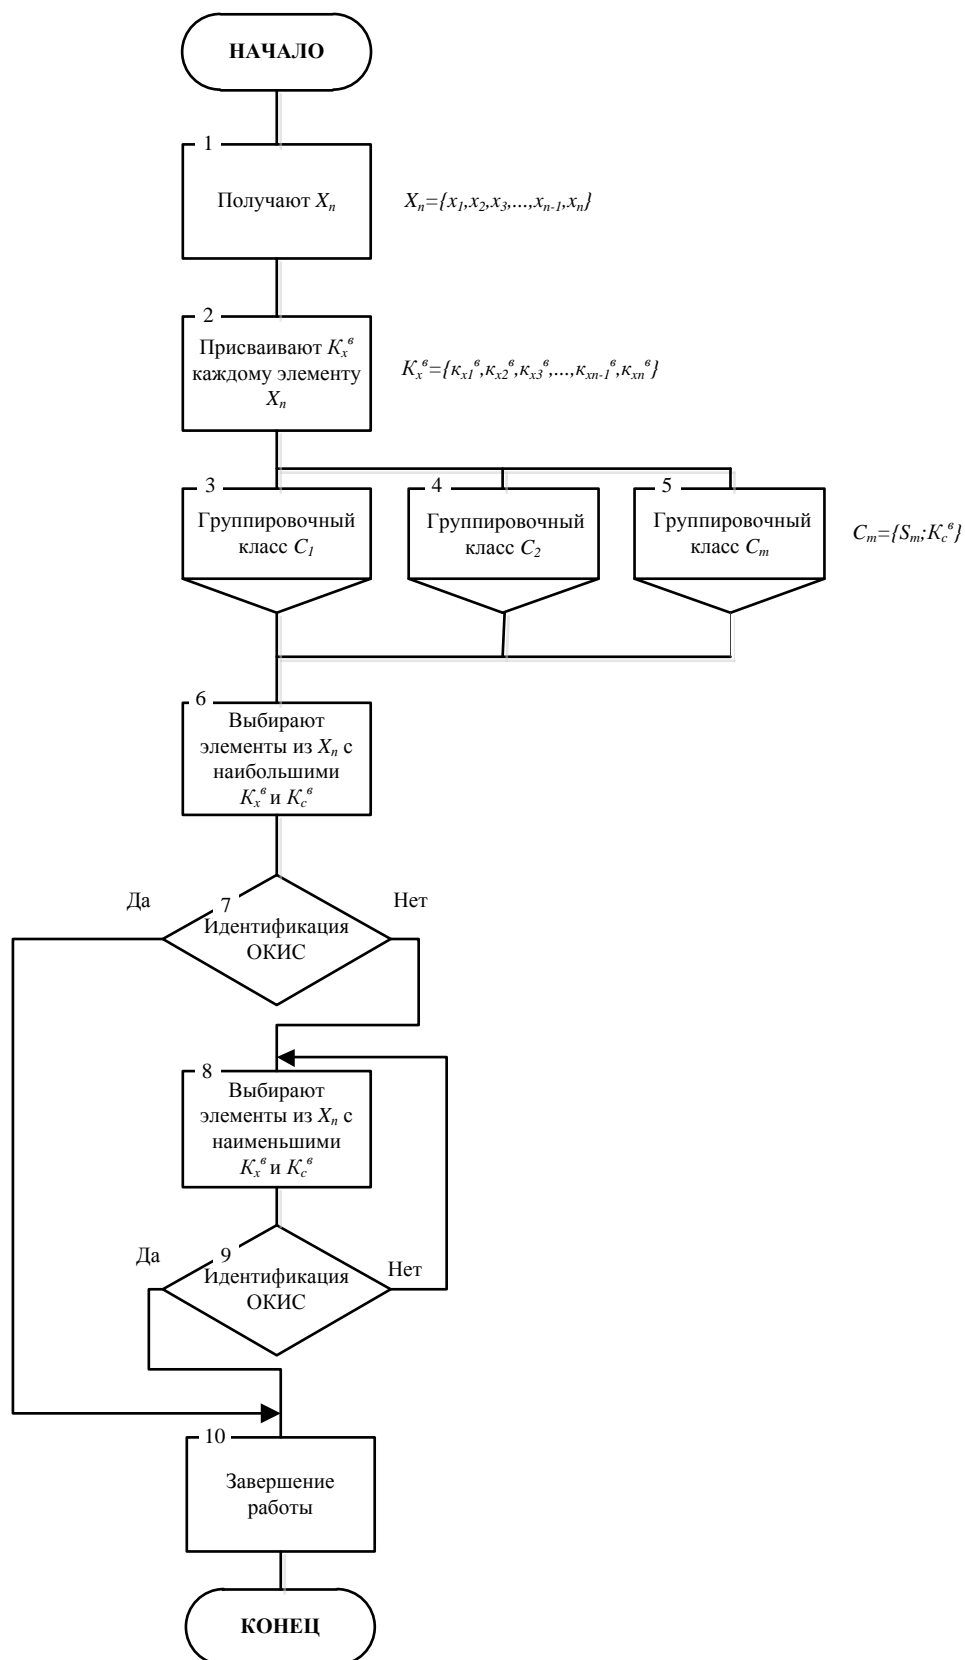 НАЧАЛО
1
Получают Xn
Xn={x1,x2,x3,...,xn-1,xn}
2
Присваивают Kxв
каждому элементу
Xn
Kxв={кx1в,кx2в,кx3в,...,кxn-1в,кxnв}
3
Группировочный
класс C1
4
Группировочный
класс C2
5
Группировочный
класс Cm
Cm={Sm;Kcв}
6
Выбирают
элементы из Xn с
наибольшими
Kxв и Kcв
Да
7
Нет
Идентификация
ОКИС
8
Выбирают
элементы из Xn с
наименьшими
Kxв и Kcв
Да
9
Нет
Идентификация
ОКИС
10
Завершение
работы
КОНЕЦ